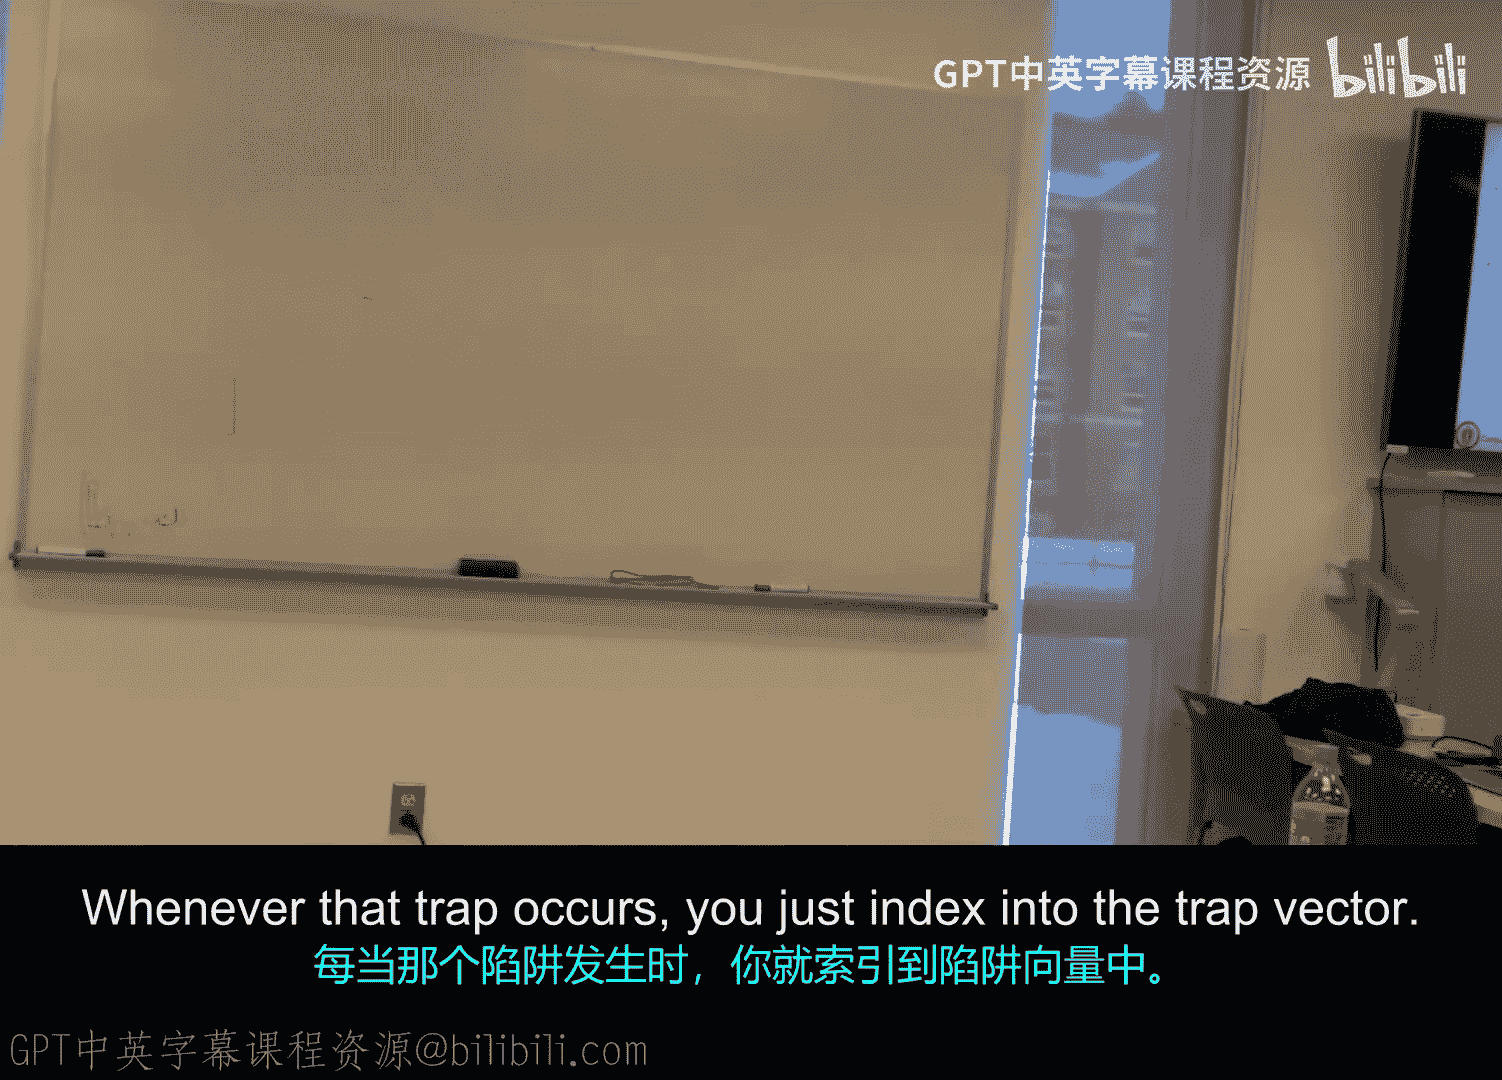 GPT中英字幕课程资源 bilibili
Whenever that trap occurs, you just index into the trap vector.
每当那个陷阱发生时，你就索引到陷阱向量中。
GPT中英字幕课程资源@bilibili.com